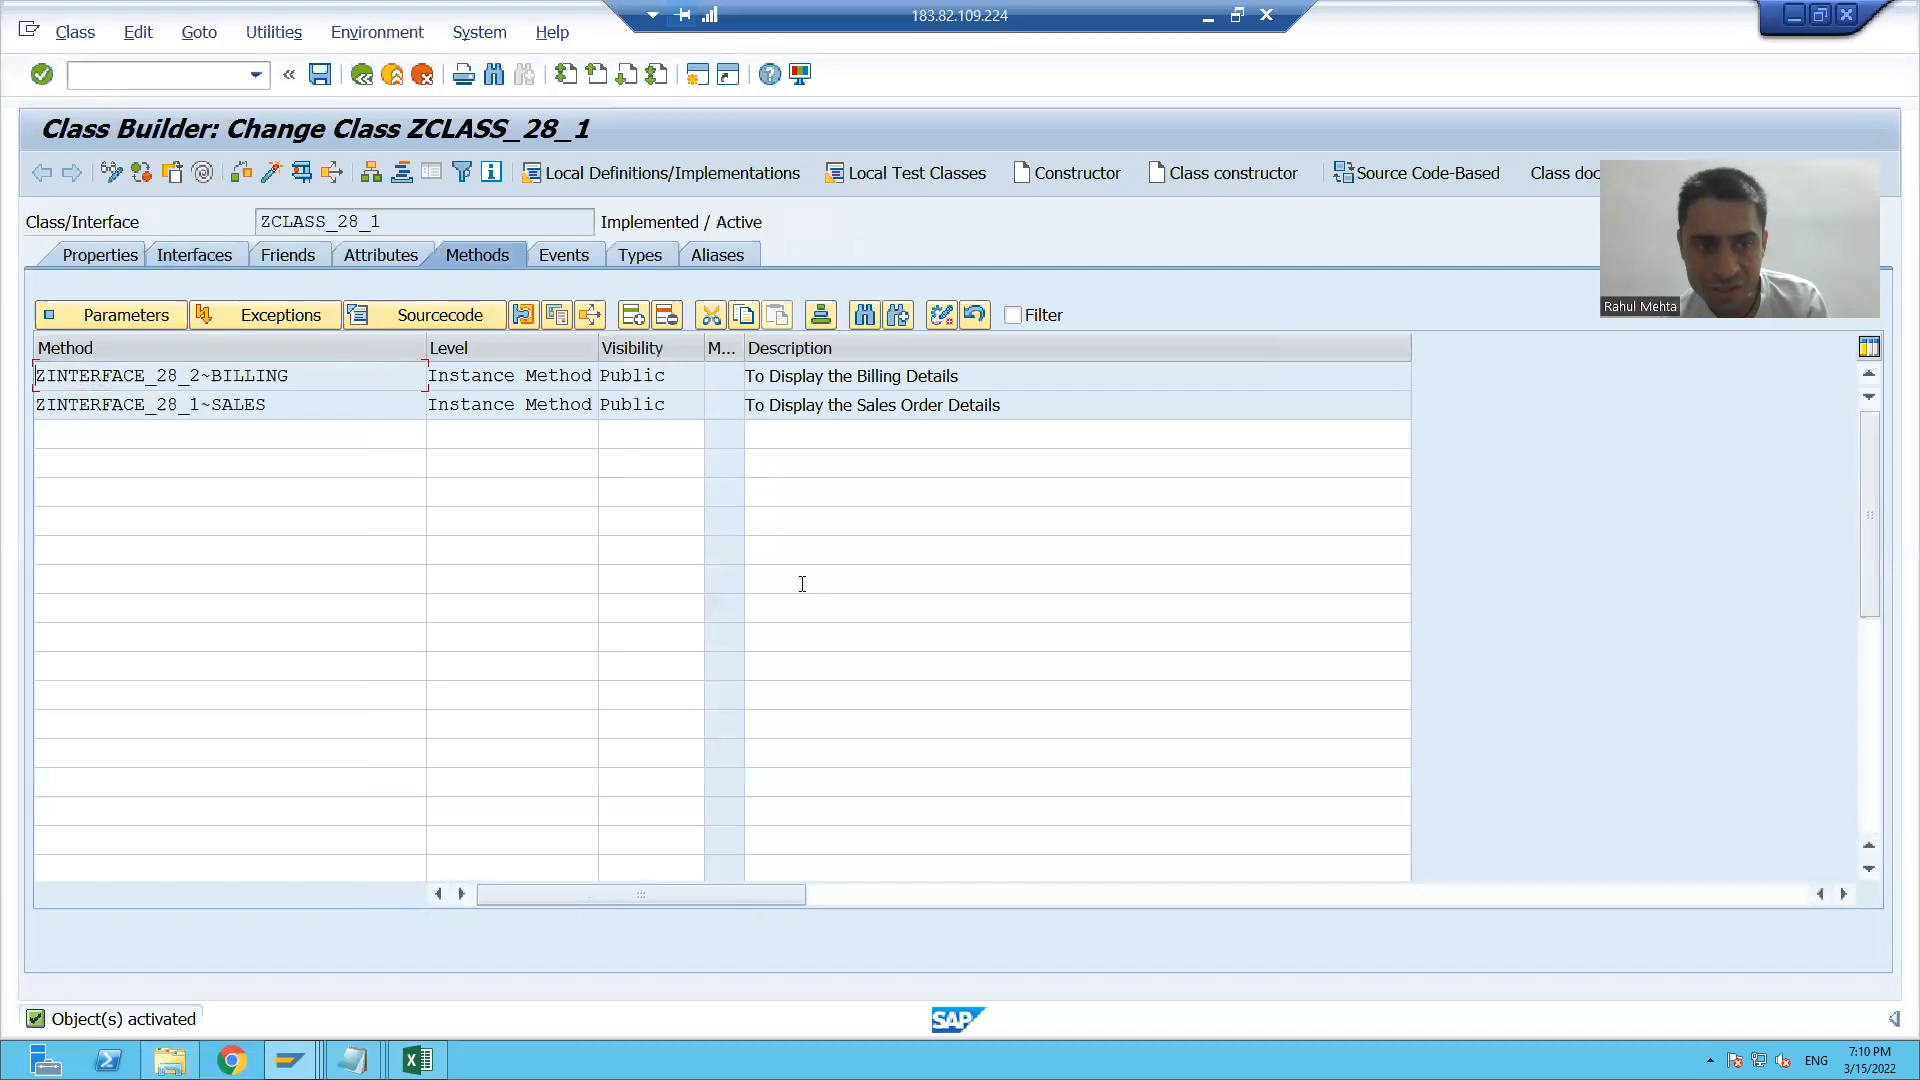 183.82.109.224
Class Edit Goto Utilities Environment System Help
Class Builder: Change Class ZCLASS_28_1
Local Definitions/Implementations Local Test Classes Constructor Class constructor Source Code-Based Class doc
Class/Interface ZCLASS_28_1 Implemented / Active
Properties Interfaces Friends Attributes Methods Events Types Aliases
Rahul Mehta
Parameters Exceptions Sourcecode Filter
Method Level Visibility M... Description
ZINTERFACE_28_2~BILLING Instance Method Public To Display the Billing Details
ZINTERFACE_28_1~SALES Instance Method Public To Display the Sales Order Details
Object(s) activated
SAP
ENG
7:10 PM
3/15/2022